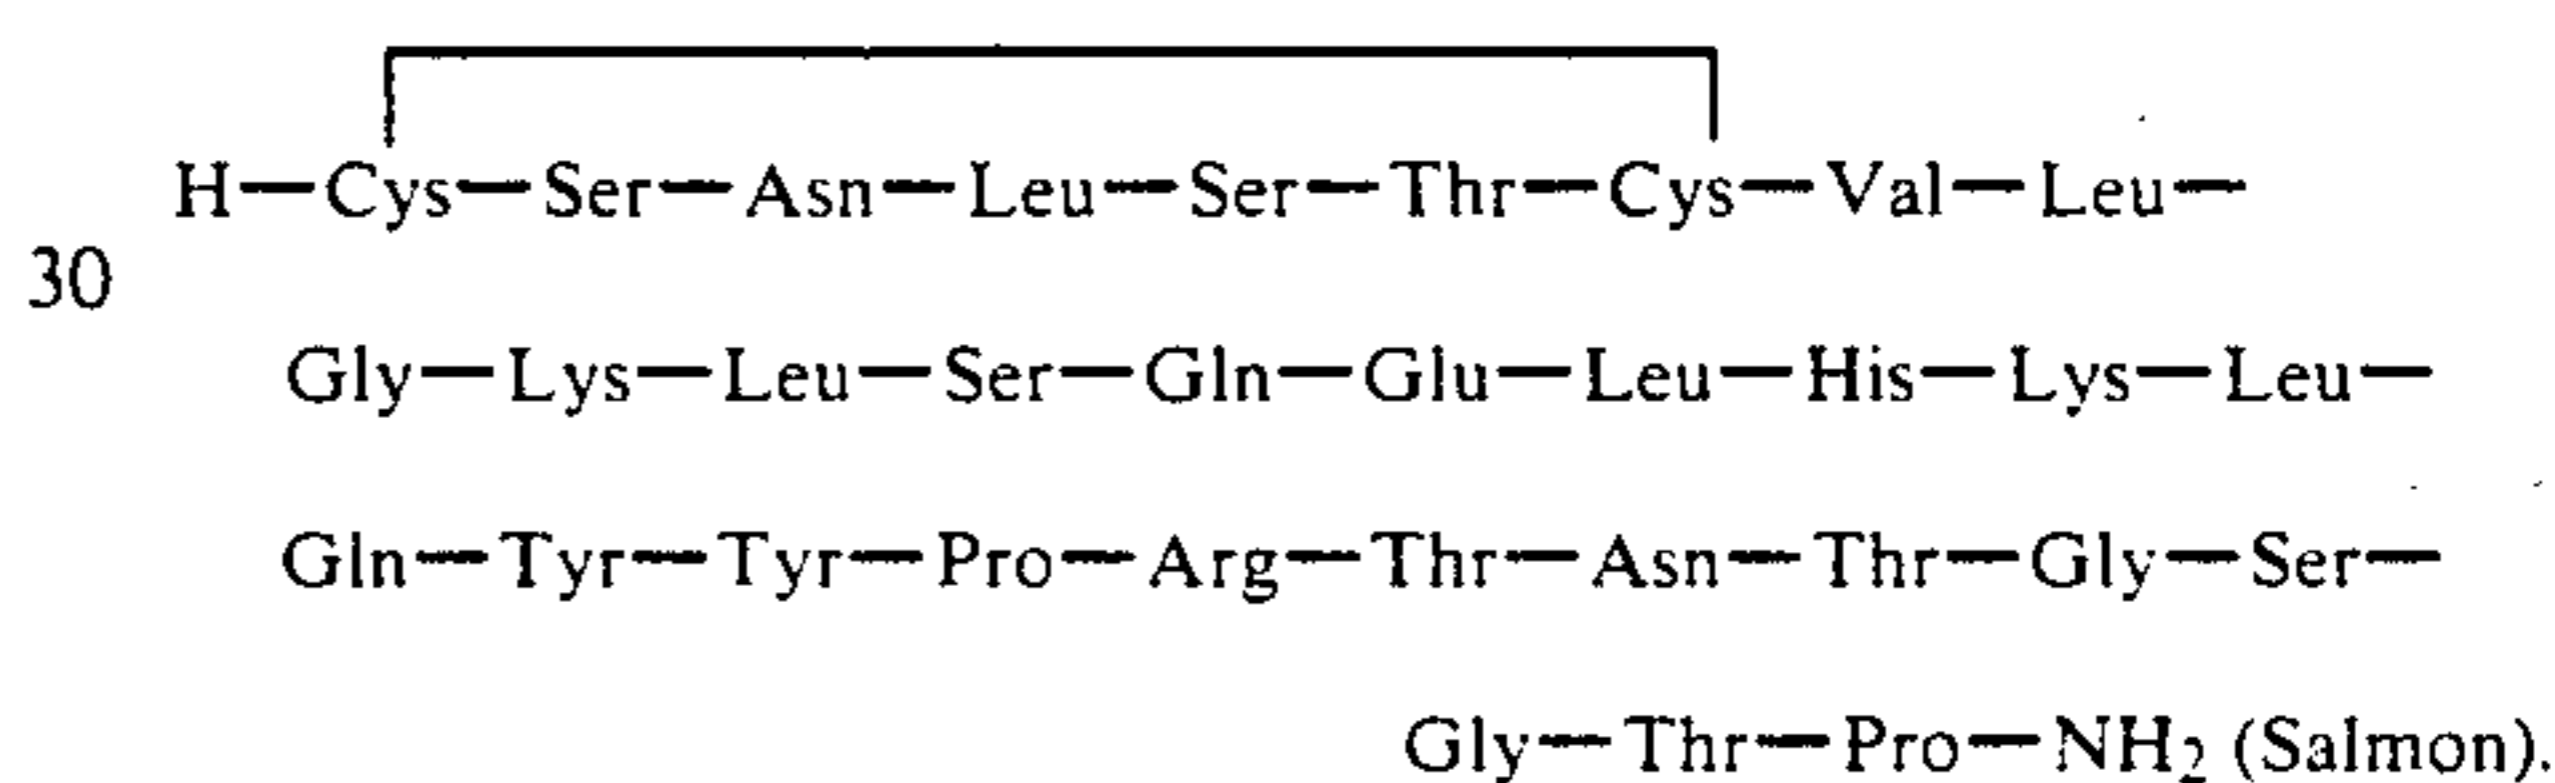 H—Cys—Ser—Asn—Leu—Ser—Thr—Cys—Val—Leu—
30
Gly—Lys—Leu—Ser—Gln—Glu—Leu—His—Lys—Leu—
Gln—Tyr—Tyr—Pro—Arg—Thr—Asn—Thr—Gly—Ser—
Gly—Thr—Pro—NH₂ (Salmon).